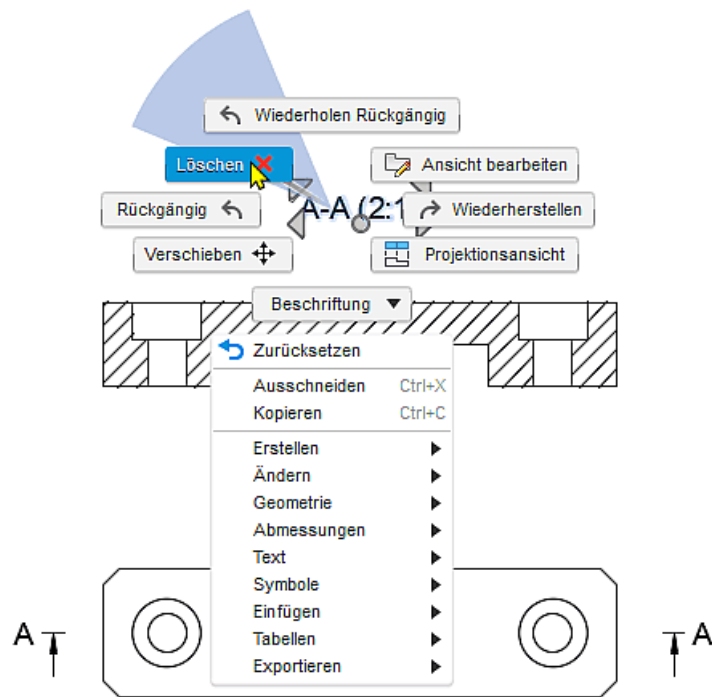 Wiederholen Rückgängig
Löschen
Ansicht bearbeiten
Rückgängig
A-A (2:1
Wiederherstellen
Verschieben
Projektionsansicht
Beschriftung
Zurücksetzen
Ausschneiden Ctrl+X
Kopieren Ctrl+C
Erstellen
Ändern
Geometrie
Abmessungen
Text
Symbole
Einfügen
Tabellen
Exportieren
A
A